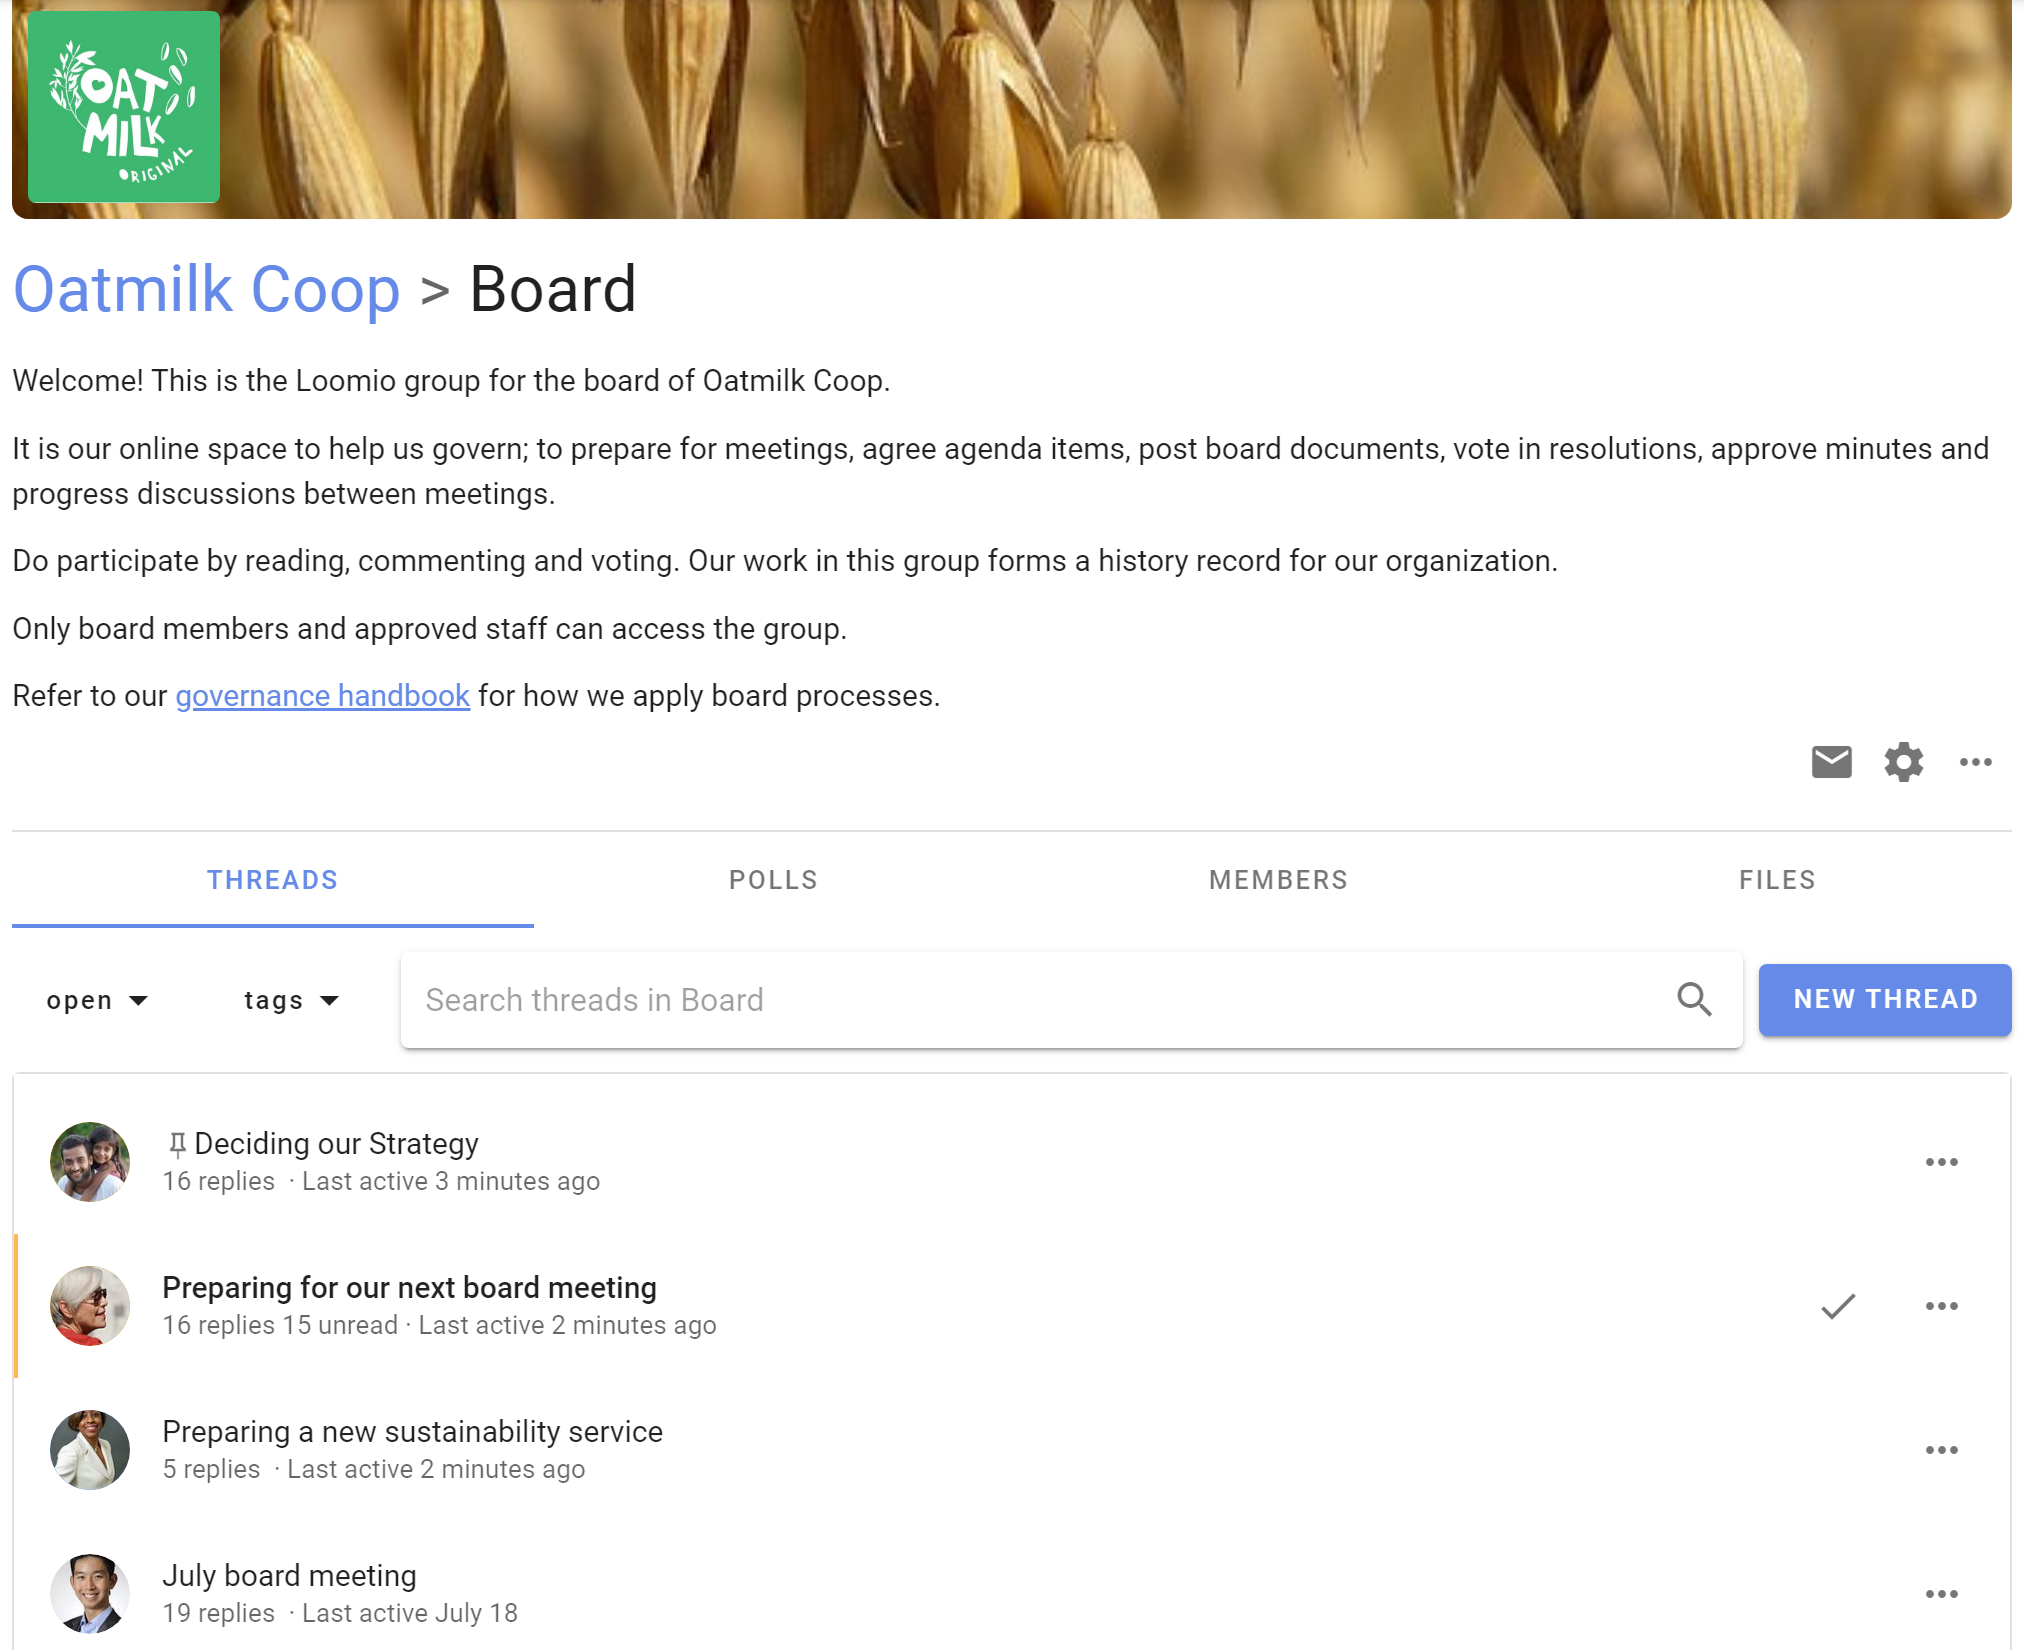 OAT
MILK
ORIGINAL
Oatmilk Coop > Board
Welcome! This is the Loomio group for the board of Oatmilk Coop.
It is our online space to help us govern; to prepare for meetings, agree agenda items, post board documents, vote in resolutions, approve minutes and
progress discussions between meetings.
Do participate by reading, commenting and voting. Our work in this group forms a history record for our organization.
Only board members and approved staff can access the group.
Refer to our governance handbook for how we apply board processes.
THREADS POLLS MEMBERS FILES
open tags Search threads in Board NEW THREAD
Deciding our Strategy
16 replies · Last active 3 minutes ago
Preparing for our next board meeting
16 replies 15 unread · Last active 2 minutes ago
Preparing a new sustainability service
5 replies · Last active 2 minutes ago
July board meeting
19 replies · Last active July 18